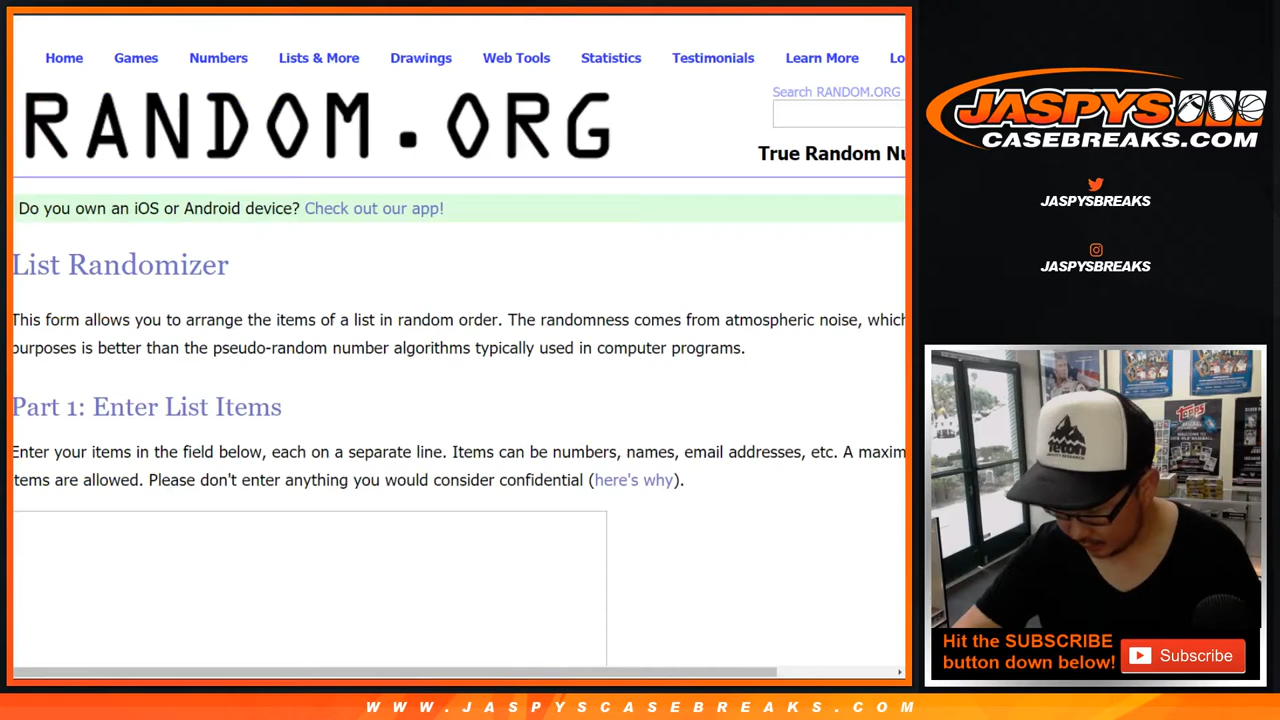 Home Games Numbers Lists & More Drawings Web Tools Statistics Testimonials Learn More Lo
Search RANDOM.ORG
RANDOM.ORG
True Random Nu
Do you own an iOS or Android device? Check out our app!
List Randomizer
This form allows you to arrange the items of a list in random order. The randomness comes from atmospheric noise, which
purposes is better than the pseudo-random number algorithms typically used in computer programs.
Part 1: Enter List Items
Enter your items in the field below, each on a separate line. Items can be numbers, names, email addresses, etc. A maxim
tems are allowed. Please don't enter anything you would consider confidential (here's why).
JASPYS
CASEBREAKS.COM
JASPYSBREAKS
JASPYSBREAKS
Teton
topps
Hit the SUBSCRIBE
button down below!
Subscribe
WWW.JASPYSCASEBREAKS.COM